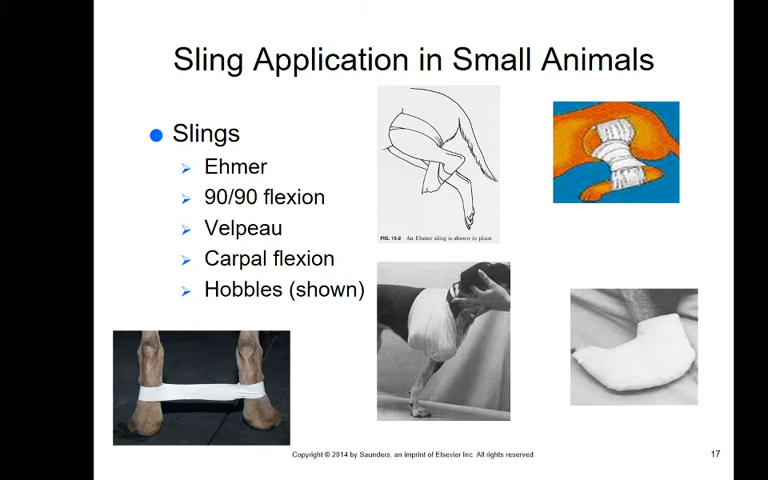 Sling Application in Small Animals
Slings
Ehmer
90/90 flexion
Velpeau
Carpal flexion
Hobbles (shown)
FIG. 15-2 An Ehmer sling is shown in place.
Copyright © 2014 by Saunders, an imprint of Elsevier Inc. All rights reserved.
17